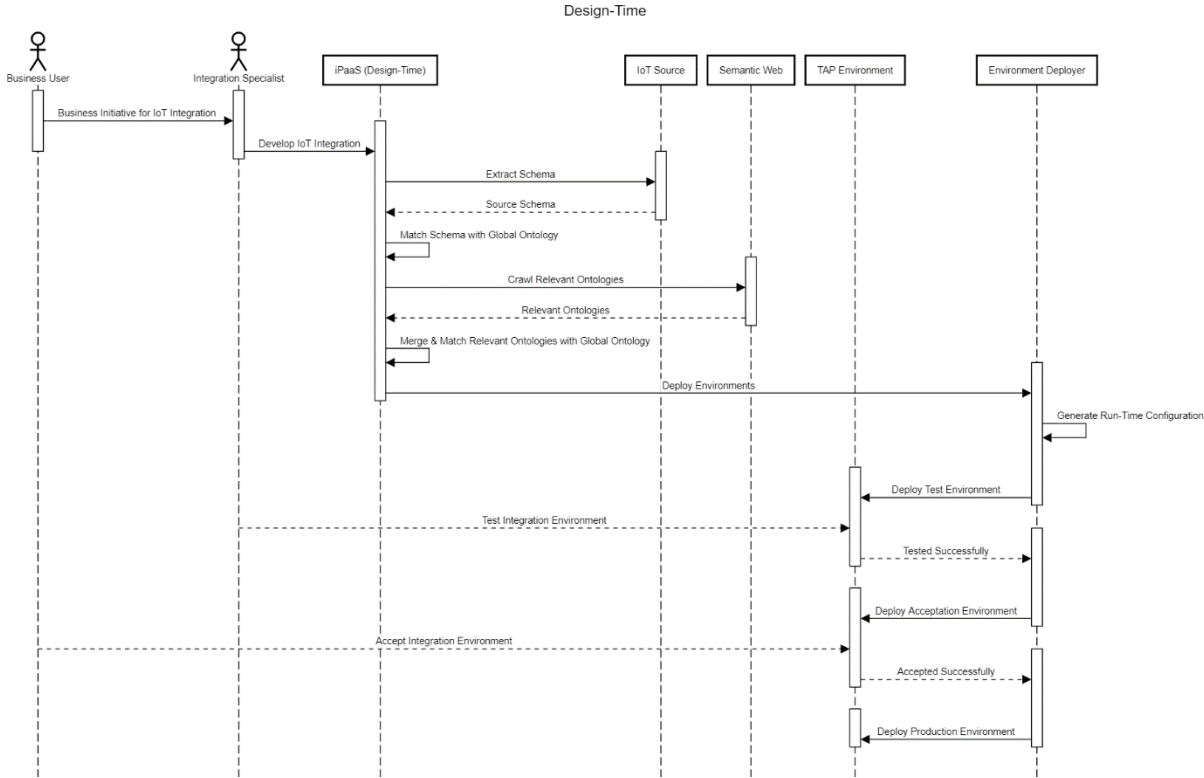 Design-Time
Business User
Integration Specialist
iPaaS (Design-Time)
IoT Source
Semantic Web
TAP Environment
Environment Deployer
Business Initiative for IoT Integration
Develop IoT Integration
Extract Schema
Source Schema
Match Schema with Global Ontology
Crawl Relevant Ontologies
Relevant Ontologies
Merge & Match Relevant Ontologies with Global Ontology
Deploy Environments
Generate Run-Time Configuration
Deploy Test Environment
Test Integration Environment
Tested Successfully
Deploy Acceptation Environment
Accept Integration Environment
Accepted Successfully
Deploy Production Environment